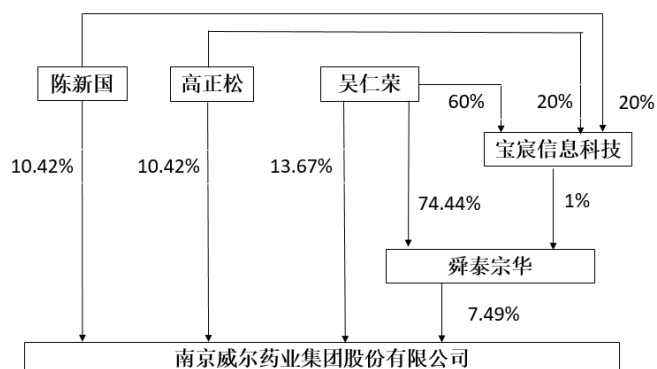 陈新国
高正松
吴仁荣
60%
20%
20%
宝宸信息科技
10.42%
10.42%
13.67%
74.44%
1%
舜泰宗华
7.49%
南京威尔药业集团股份有限公司